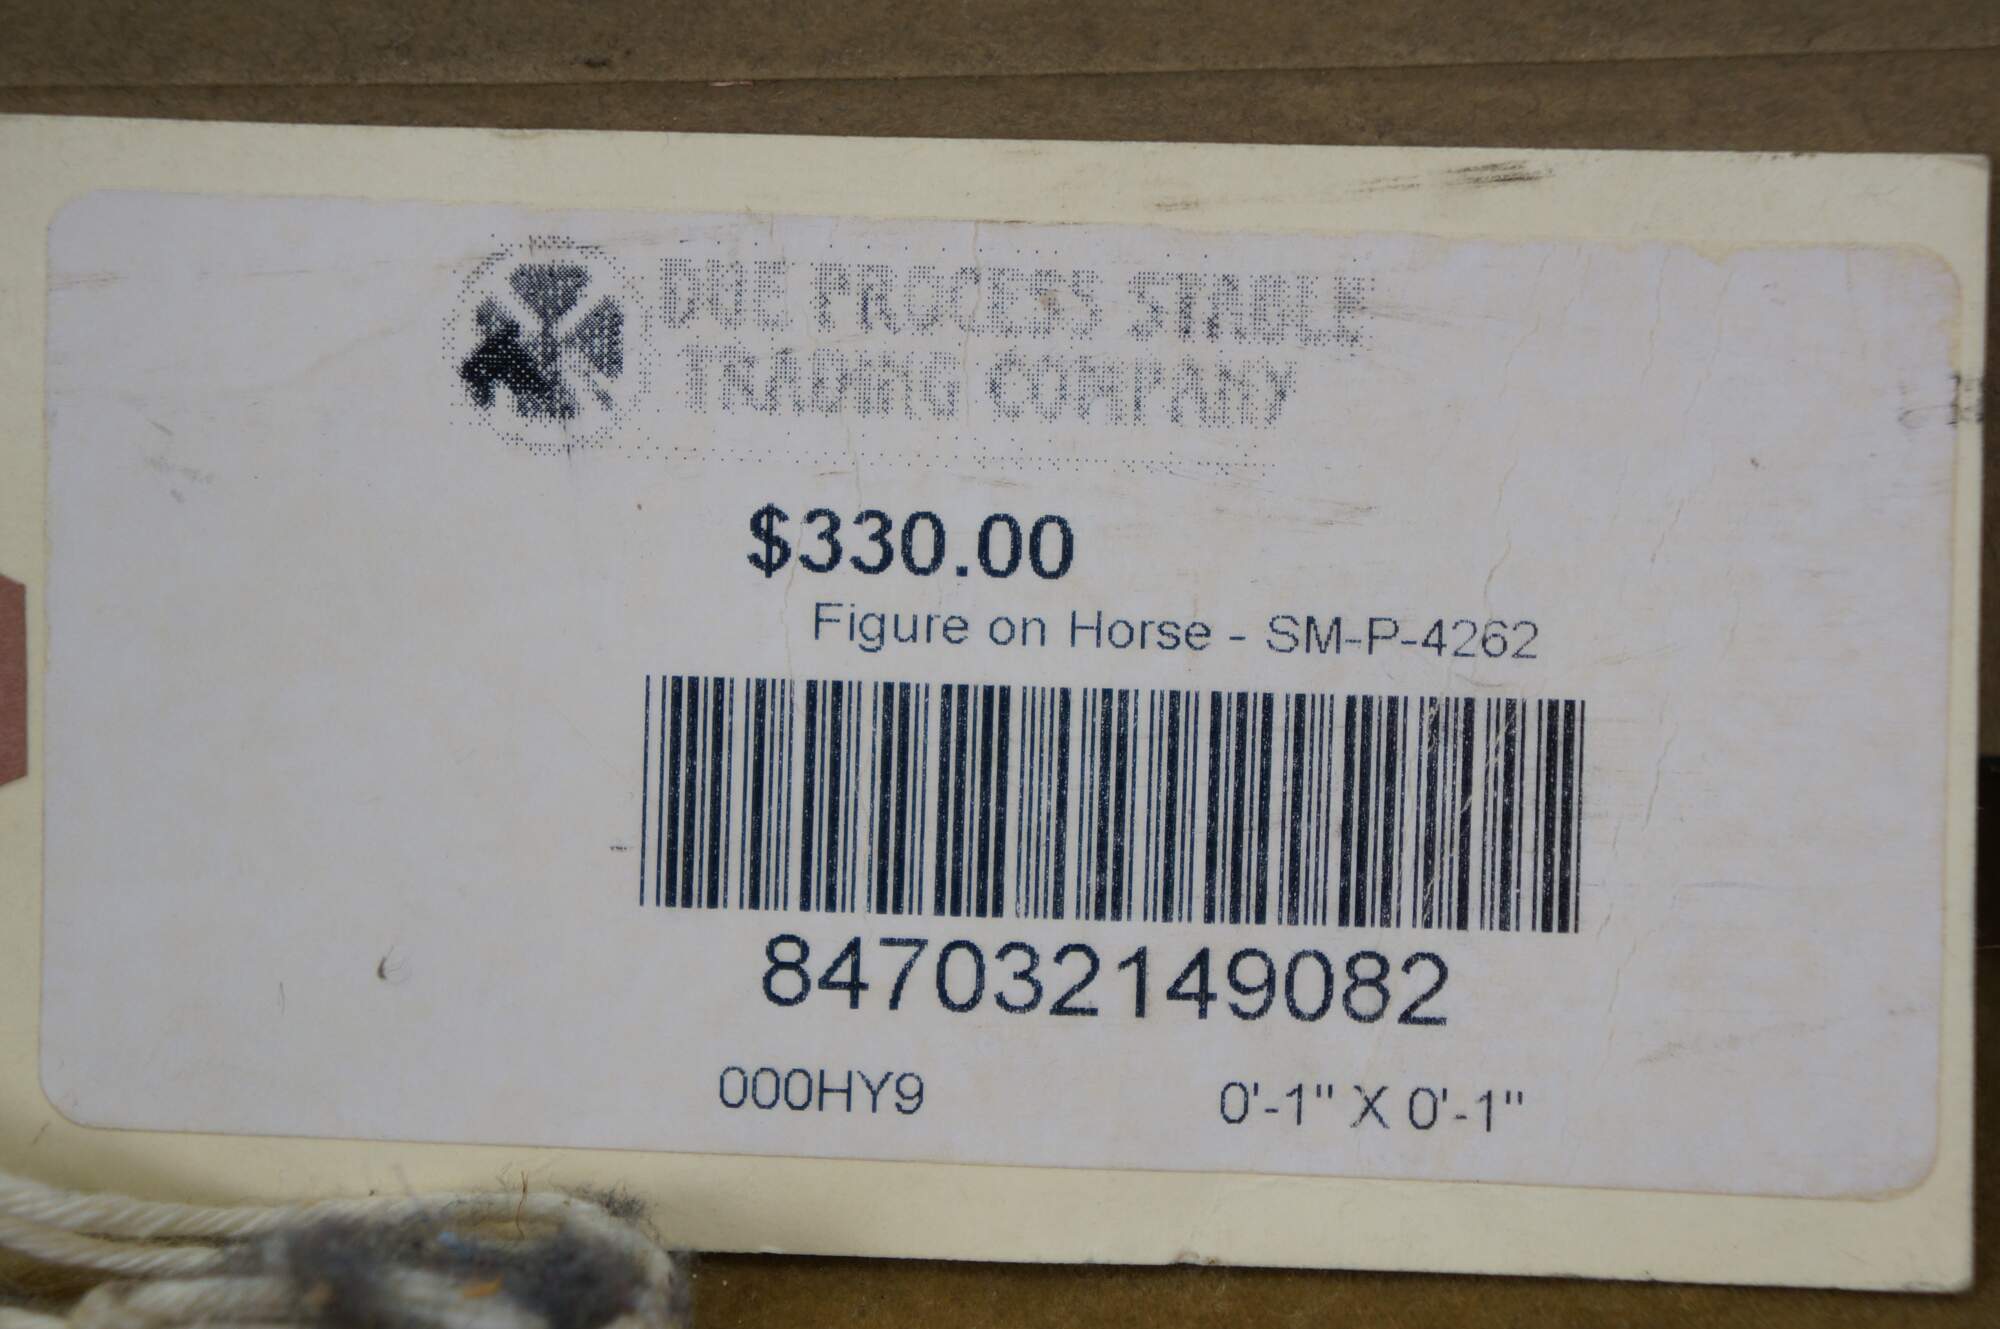 DUE PROCESS STABLE
TRADING COMPANY
$330.00
Figure on Horse - SM-P-4262
847032149082
000HY9 0'-1" X 0'-1"